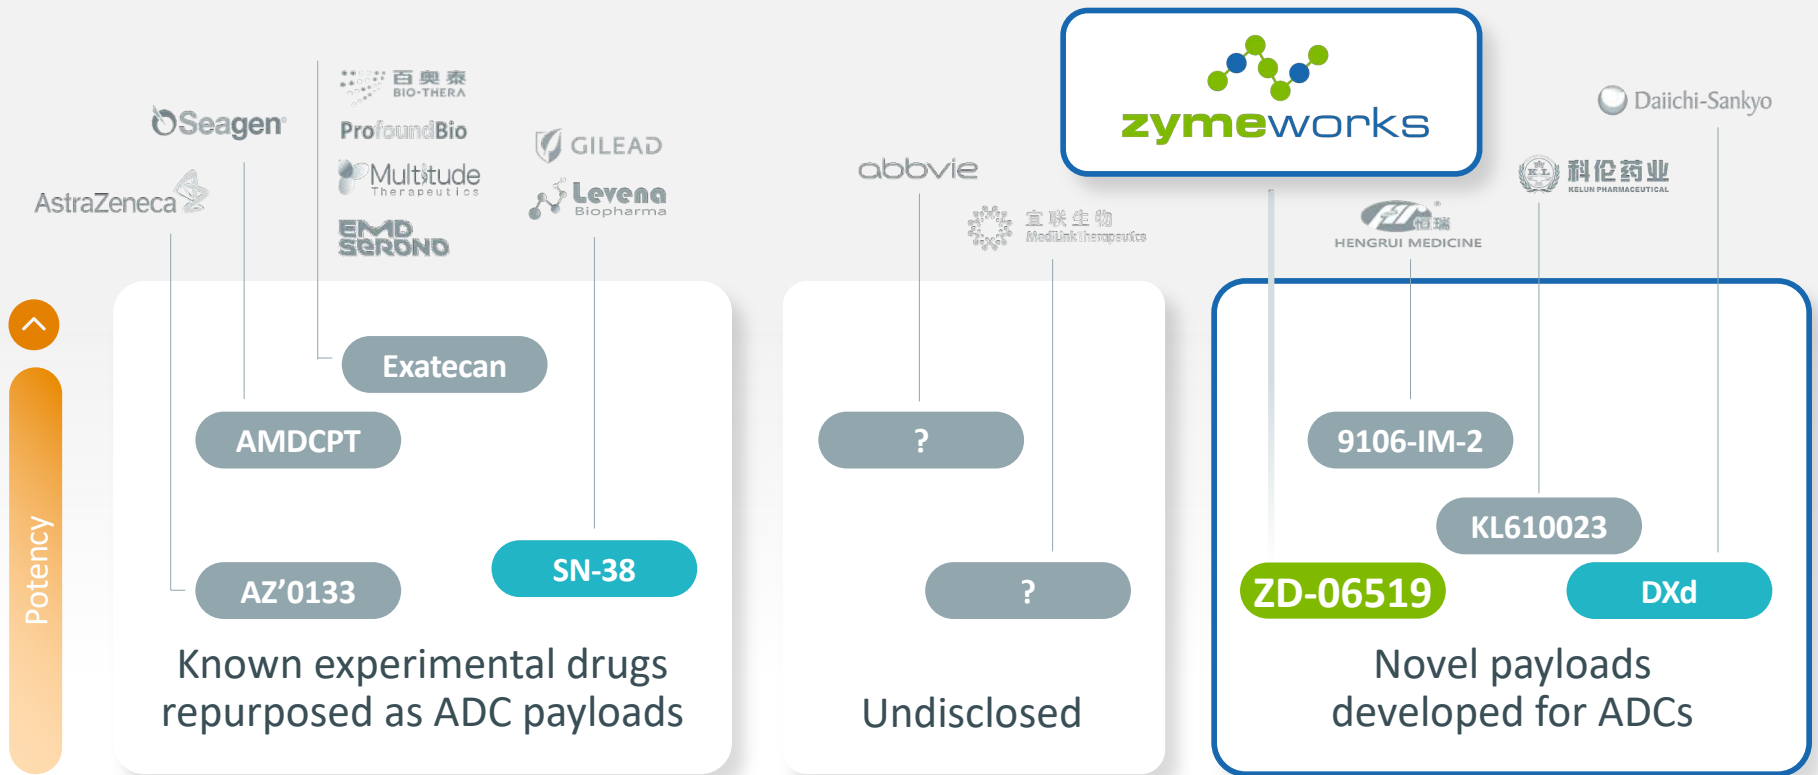 百奥泰
BIO-THERA
Seagen
ProfoundBio
GILEAD
Multitude
Therapeutics
AstraZeneca
Levena
Biopharma
EMD
SERONO
abbvie
zymeworks
宜联生物
MediLinkTherapeutics
恒瑞
HENGRUI MEDICINE
KL
科伦药业
KELUN PHARMACEUTICAL
Daiichi-Sankyo
Potency
Exatecan
AMDCPT
AZ'0133
SN-38
Known experimental drugs
repurposed as ADC payloads
?
?
Undisclosed
9106-IM-2
KL610023
ZD-06519
DXd
Novel payloads
developed for ADCs